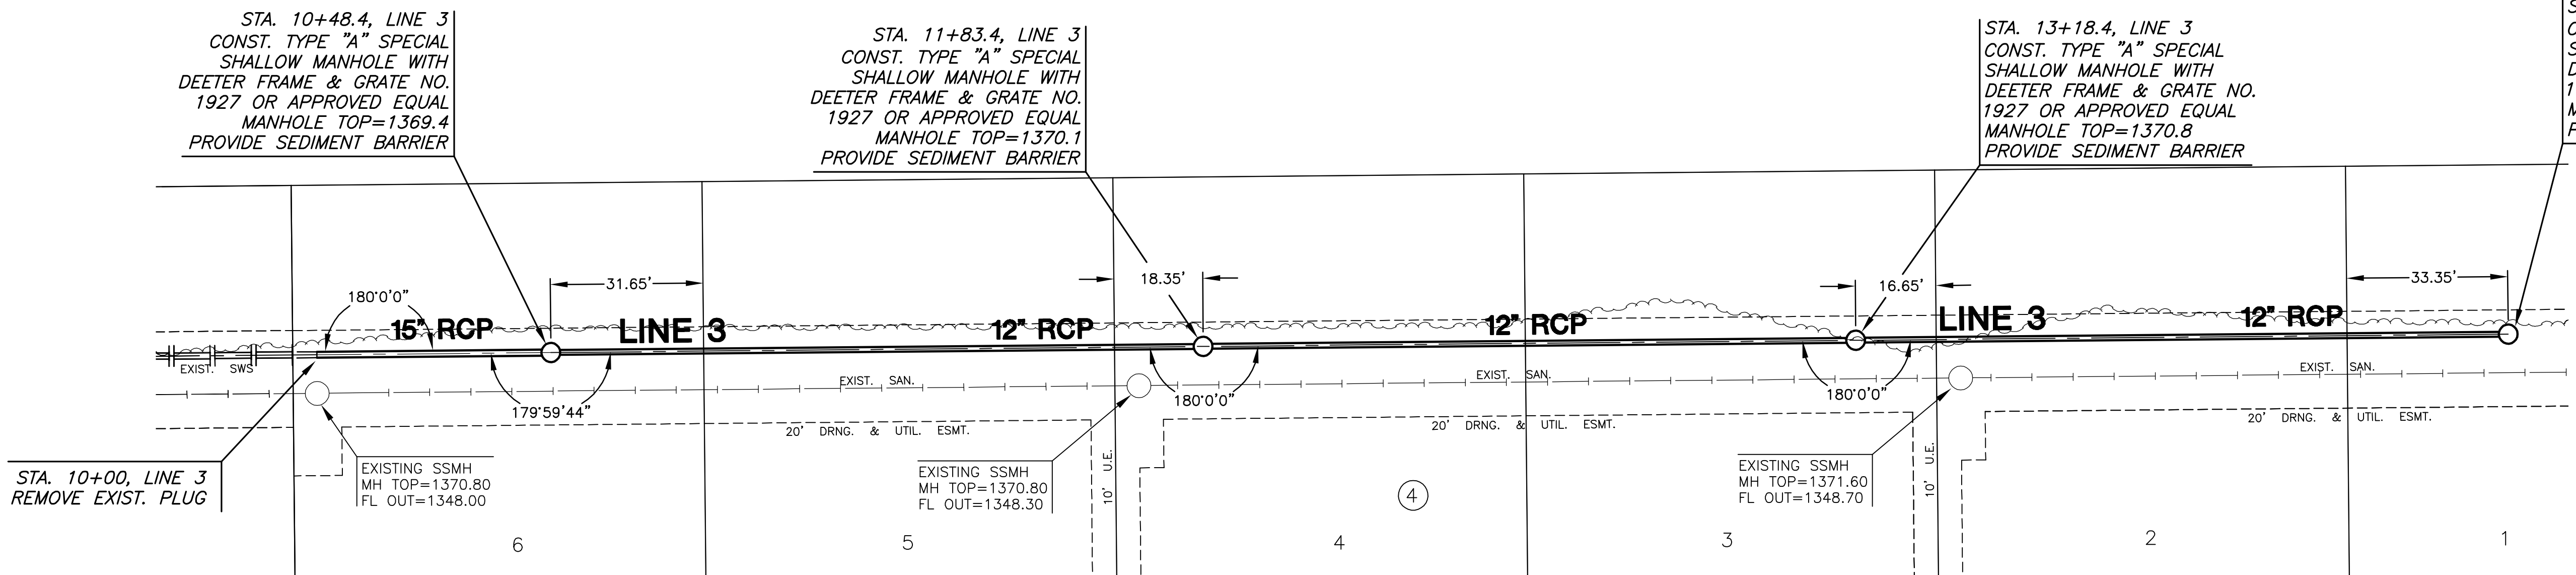 STA. 10+48.4, LINE 3
CONST. TYPE "A" SPECIAL
SHALLOW MANHOLE WITH
DEETER FRAME & GRATE NO.
1927 OR APPROVED EQUAL
MANHOLE TOP=1369.4
PROVIDE SEDIMENT BARRIER
STA. 11+83.4, LINE 3
CONST. TYPE "A" SPECIAL
SHALLOW MANHOLE WITH
DEETER FRAME & GRATE NO.
1927 OR APPROVED EQUAL
MANHOLE TOP=1370.1
PROVIDE SEDIMENT BARRIER
STA. 13+18.4, LINE 3
CONST. TYPE "A" SPECIAL
SHALLOW MANHOLE WITH
DEETER FRAME & GRATE NO.
1927 OR APPROVED EQUAL
MANHOLE TOP=1370.8
PROVIDE SEDIMENT BARRIER
31.65'
18.35'
16.65'
33.35'
180°0'0"
15" RCP
LINE 3
12" RCP
12" RCP
LINE 3
12" RCP
EXIST. SWS
EXIST. SAN.
EXIST. SAN.
EXIST. SAN.
179°59'44"
180°0'0"
180°0'0"
20' DRNG. & UTIL. ESMT.
20' DRNG. & UTIL. ESMT.
20' DRNG. & UTIL. ESMT.
STA. 10+00, LINE 3
REMOVE EXIST. PLUG
EXISTING SSMH
MH TOP=1370.80
FL OUT=1348.00
EXISTING SSMH
MH TOP=1370.80
FL OUT=1348.30
10' U.E.
4
EXISTING SSMH
MH TOP=1371.60
FL OUT=1348.70
10' U.E.
6
5
4
3
2
1